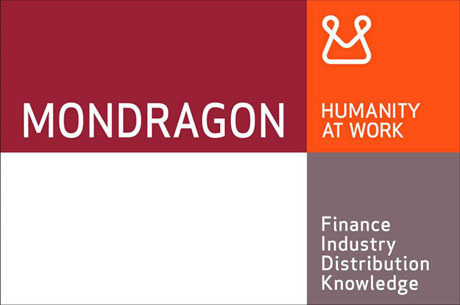 MONDRAGON
HUMANITY
AT WORK
Finance
Industry
Distribution
Knowledge